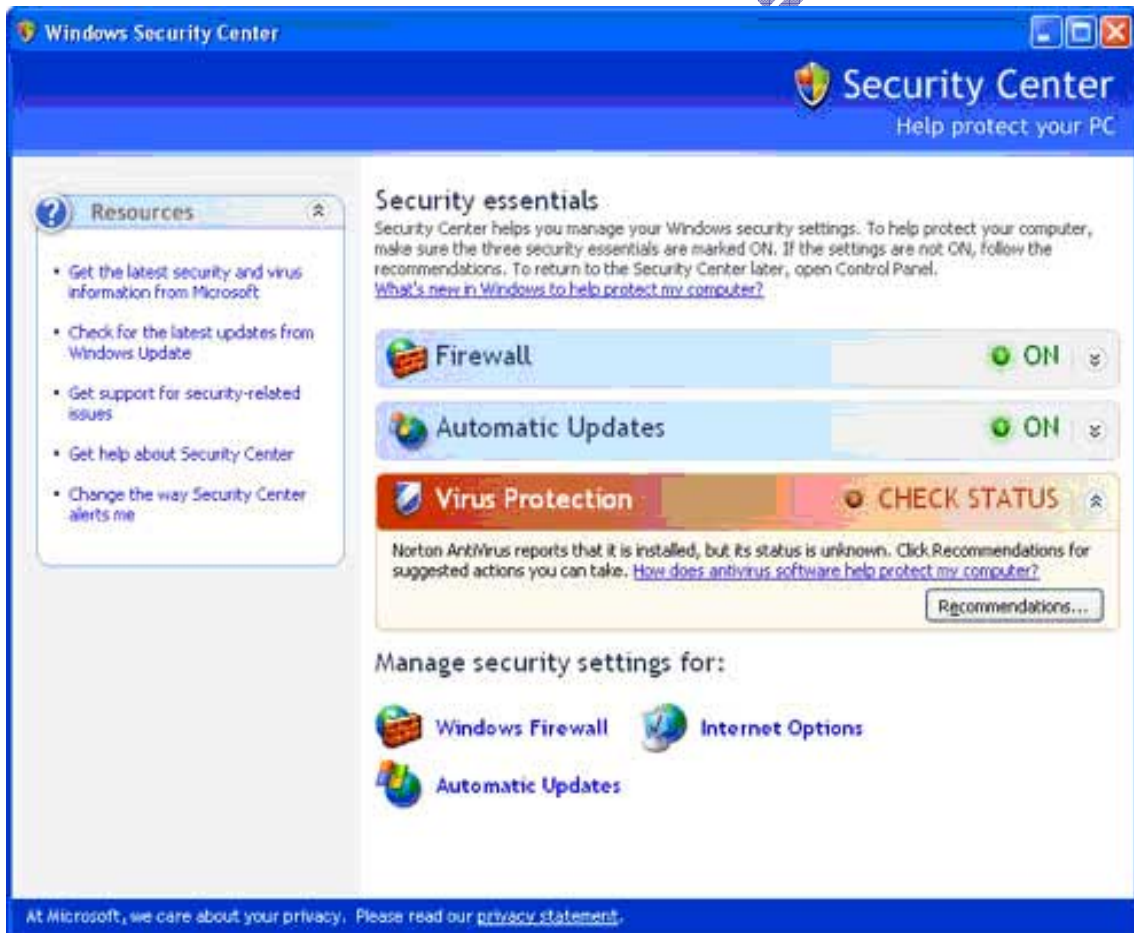 Windows Security Center
Security Center
Help protect your PC
Resources
• Get the latest security and virus
information from Microsoft
• Check for the latest updates from
Windows Update
• Get support for security-related
issues
• Get help about Security Center
• Change the way Security Center
alerts me
Security essentials
Security Center helps you manage your Windows security settings. To help protect your computer,
make sure the three security essentials are marked ON. If the settings are not ON, follow the
recommendations. To return to the Security Center later, open Control Panel.
What's new in Windows to help protect my computer?
Firewall ON
Automatic Updates ON
Virus Protection CHECK STATUS
Norton AntiVirus reports that it is installed, but its status is unknown. Click Recommendations for
suggested actions you can take. How does antivirus software help protect my computer?
Recommendations...
Manage security settings for:
Windows Firewall Internet Options
Automatic Updates
At Microsoft, we care about your privacy. Please read our privacy statement.